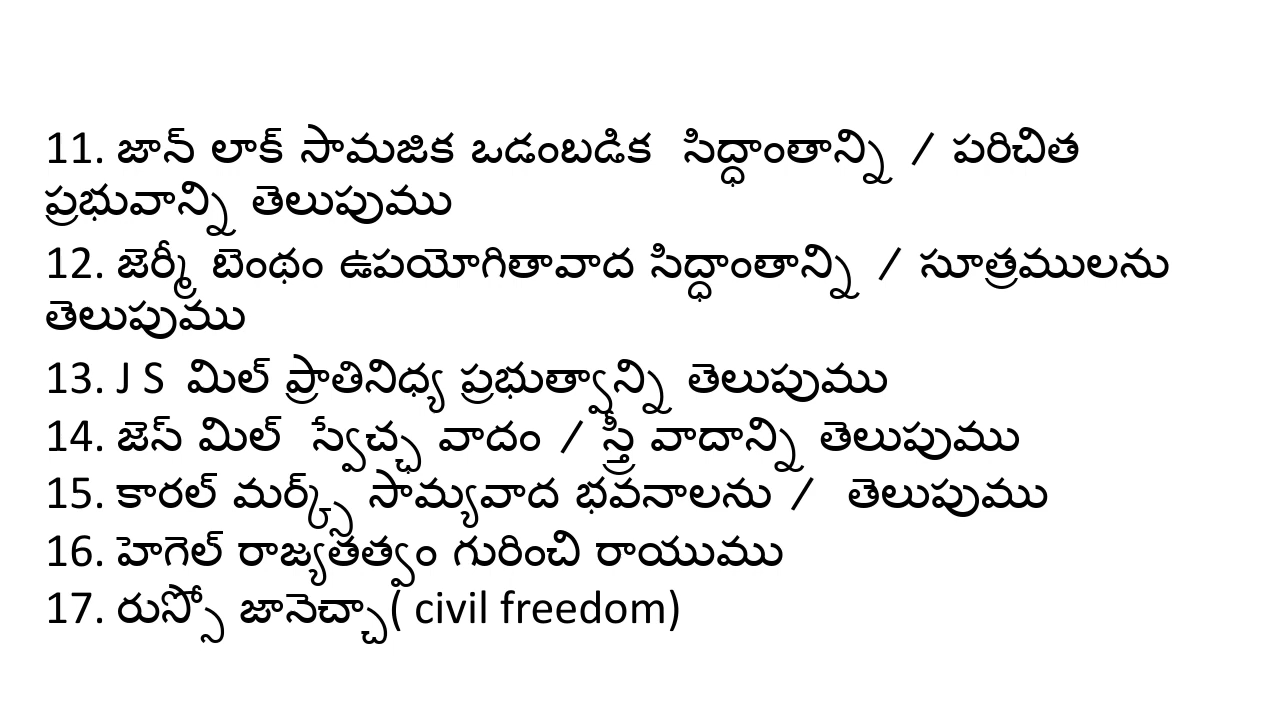 11. జాన్ లాక్ సామజిక ఒడంబడిక సిద్ధాంతాన్ని / పరిచిత
ప్రభువాన్ని తెలుపుము
12. జెర్మీ బెంథం ఉపయోగితావాద సిద్ధాంతాన్ని / సూత్రములను
తెలుపుము
13. J S మిల్ ప్రాతినిధ్య ప్రభుత్వాన్ని తెలుపుము
14. జెస్ మిల్ స్వేచ్ఛ వాదం / స్త్రీ వాదాన్ని తెలుపుము
15. కారల్ మర్క్స్ సామ్యవాద భవనాలను / తెలుపుము
16. హెగెల్ రాజ్యతత్వం గురించి రాయుము
17. రుస్సో జానెచ్చా( civil freedom)